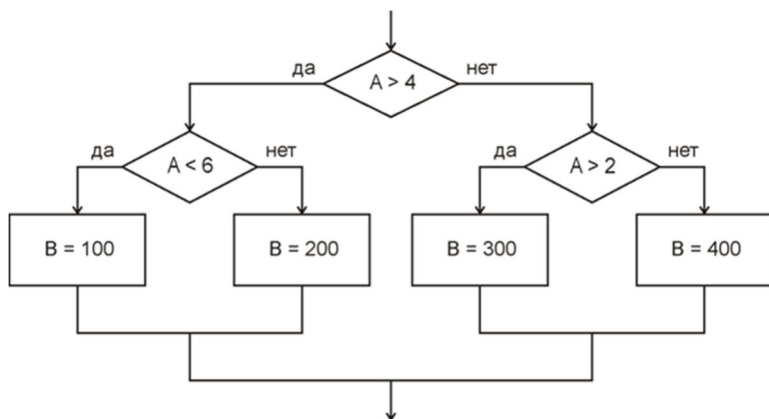 да
A > 4
нет
да
A < 6
нет
да
A > 2
нет
B = 100
B = 200
B = 300
B = 400